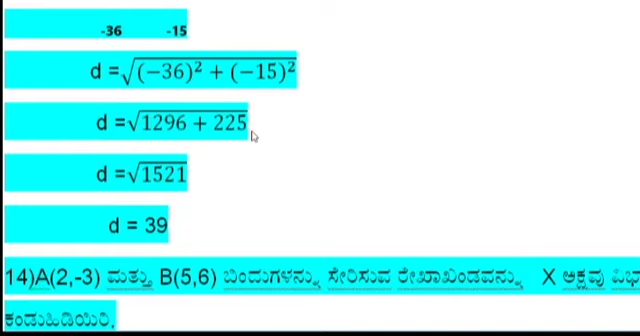 -36 -15
d =√(−36)² + (−15)²
d =√1296 + 225
d =√1521
d = 39
14)A(2,-3) ಮತ್ತು B(5,6) ಬಿಂದುಗಳನ್ನು ಸೇರಿಸುವ ರೇಖಾಖಂಡವನ್ನು X ಅಕ್ಷವು
ಕಂಡುಹಿಡಿಯಿರಿ.